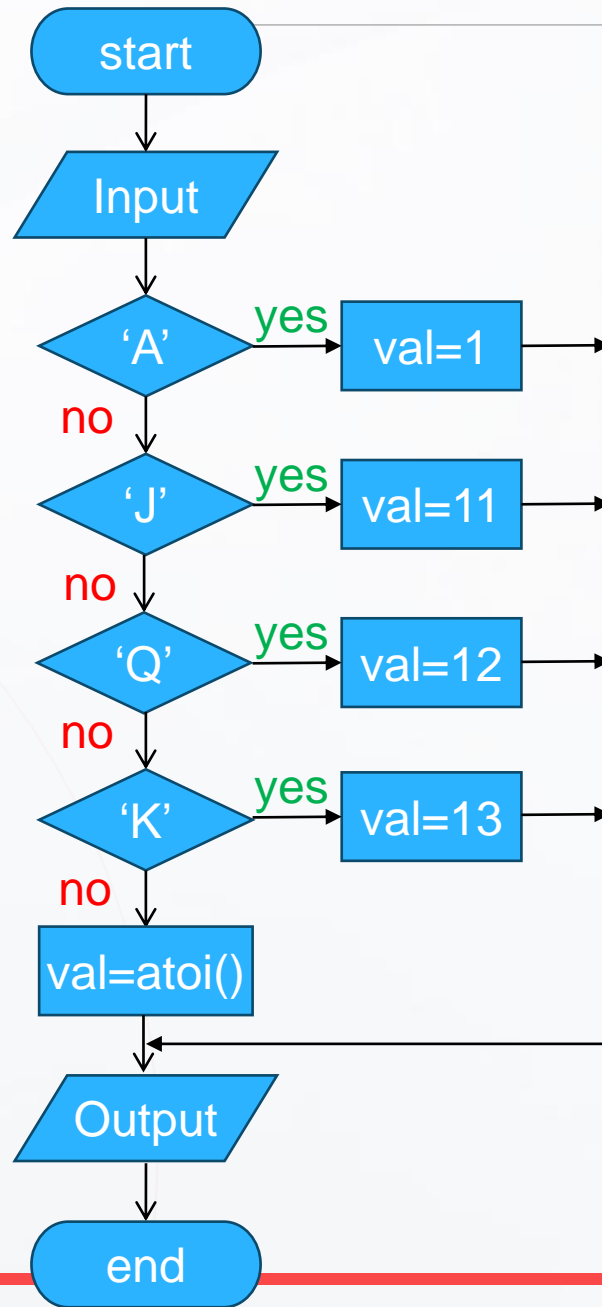 start
Input
‘A’
yes
val=1
no
‘J’
yes
val=11
no
‘Q’
yes
val=12
no
‘K’
yes
val=13
no
val=atoi()
Output
end